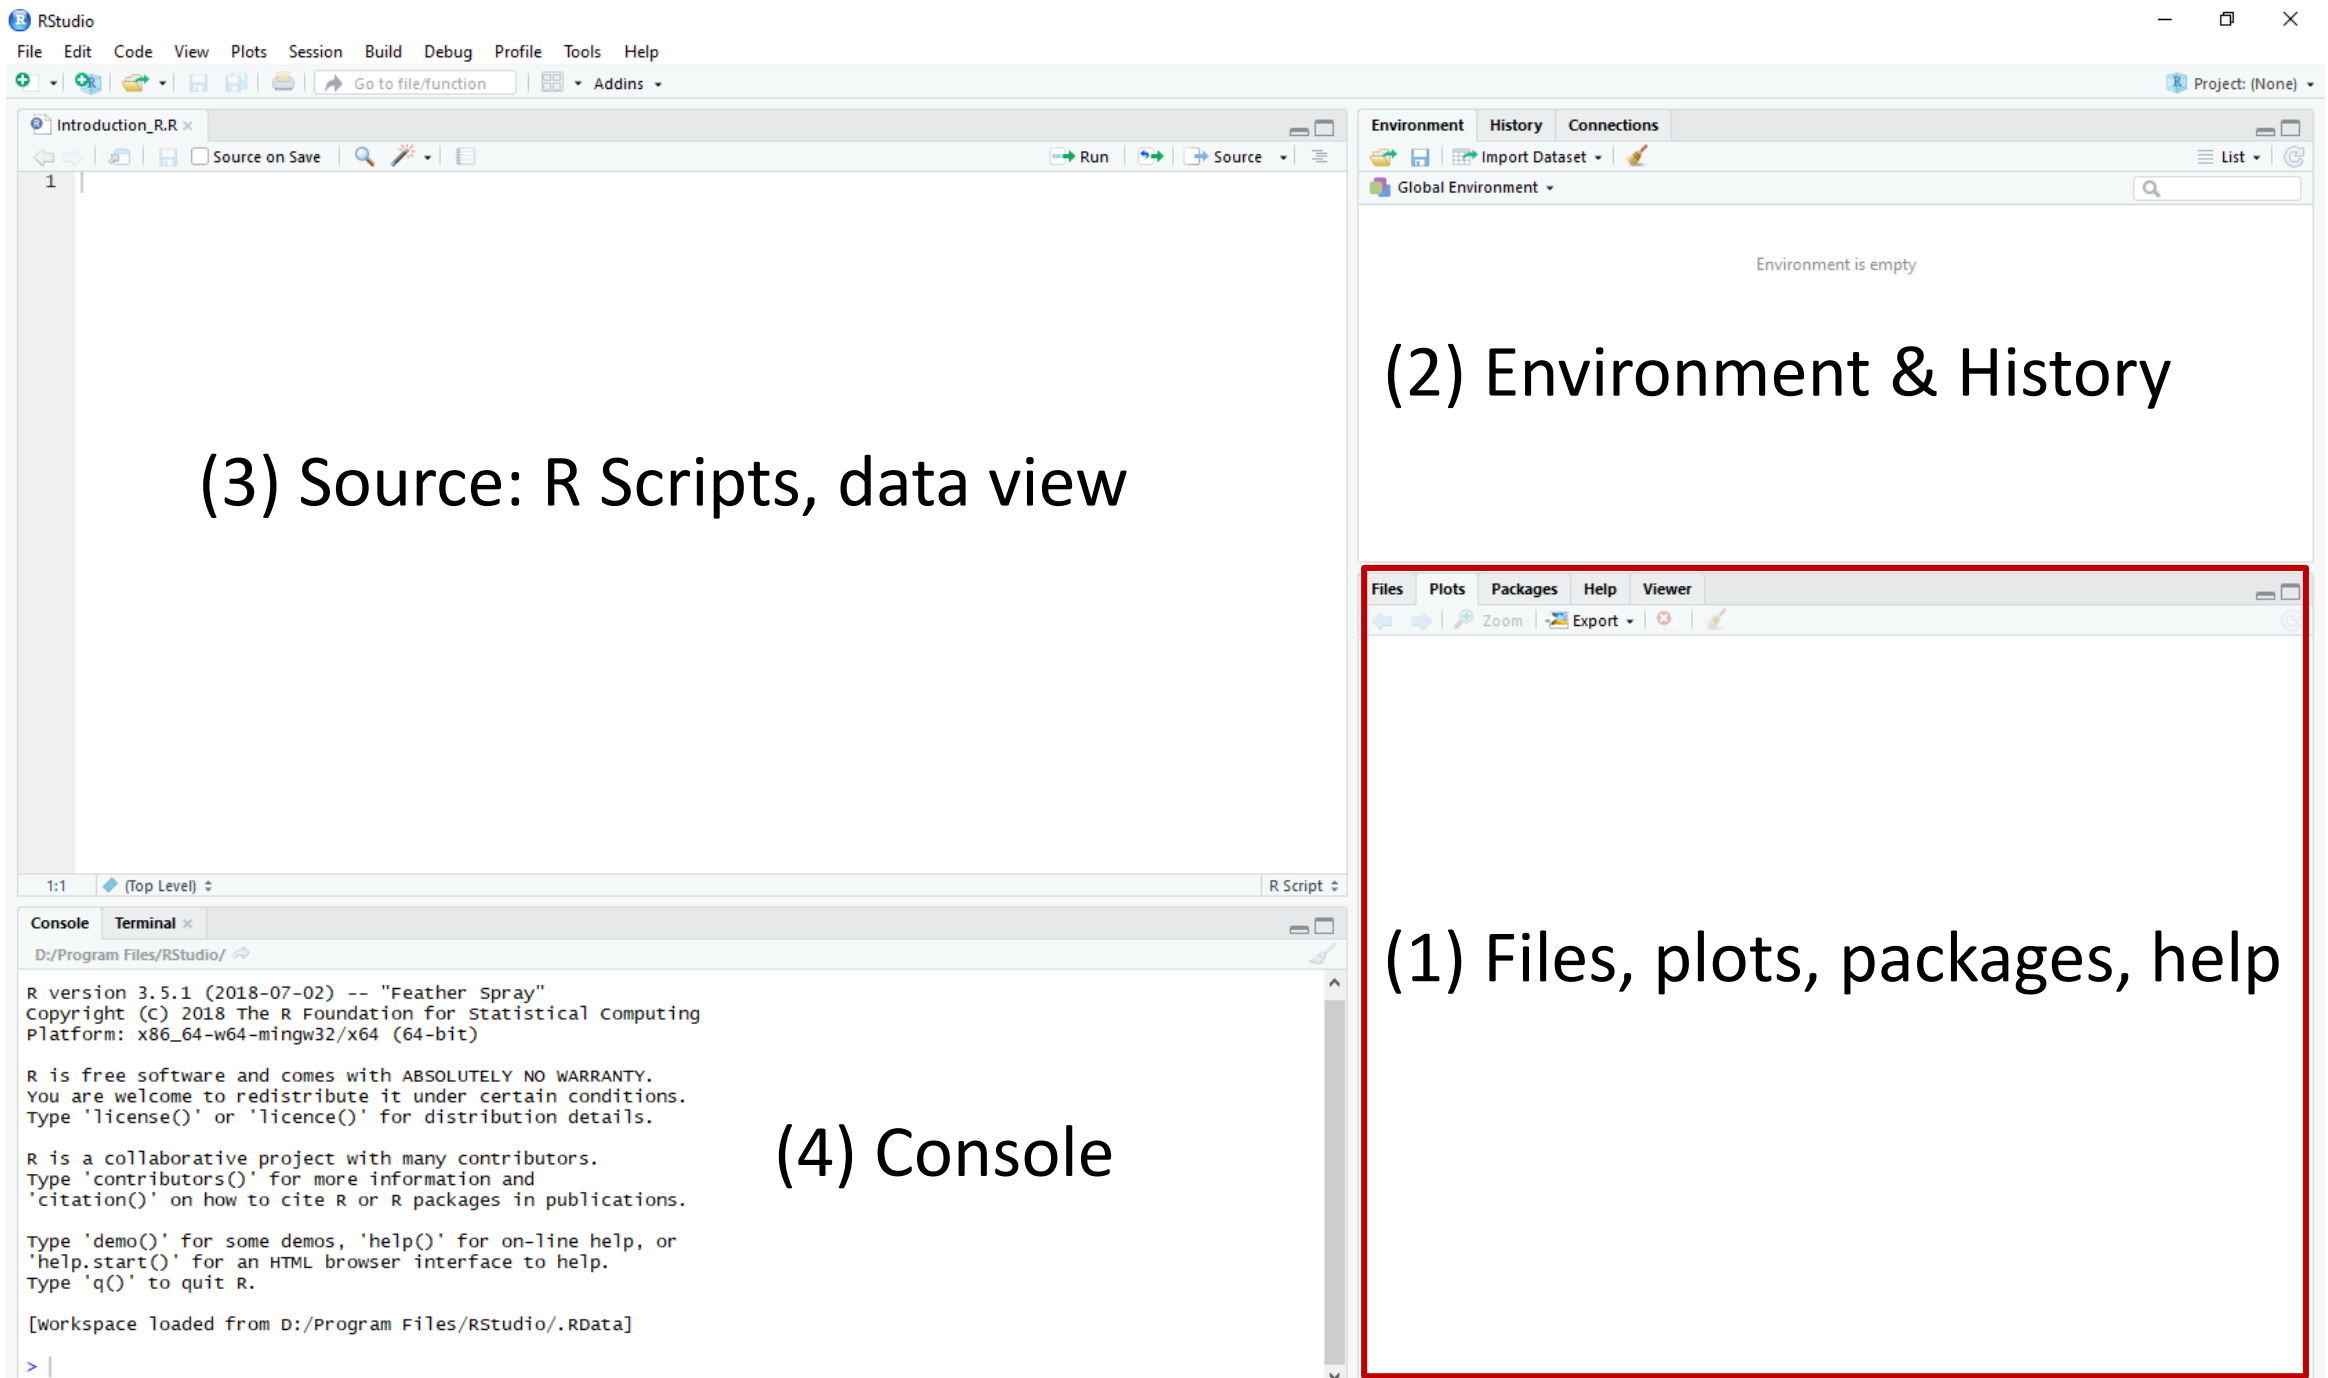 RStudio
File Edit Code View Plots Session Build Debug Profile Tools Help
Go to file/function Addins Project: (None)
Introduction_R.R
Source on Save Run Source
1
(3) Source: R Scripts, data view
1:1 (Top Level) R Script
Environment History Connections
Import Dataset List
Global Environment
Environment is empty
(2) Environment & History
Console Terminal
D:/Program Files/RStudio/
R version 3.5.1 (2018-07-02) -- "Feather Spray"
Copyright (C) 2018 The R Foundation for Statistical Computing
Platform: x86_64-w64-mingw32/x64 (64-bit)
R is free software and comes with ABSOLUTELY NO WARRANTY.
You are welcome to redistribute it under certain conditions.
Type 'license()' or 'licence()' for distribution details.
R is a collaborative project with many contributors.
Type 'contributors()' for more information and
'citation()' on how to cite R or R packages in publications.
Type 'demo()' for some demos, 'help()' for on-line help, or
'help.start()' for an HTML browser interface to help.
Type 'q()' to quit R.
[Workspace loaded from D:/Program Files/RStudio/.RData]
>
(4) Console
Files Plots Packages Help Viewer
Zoom Export
(1) Files, plots, packages, help